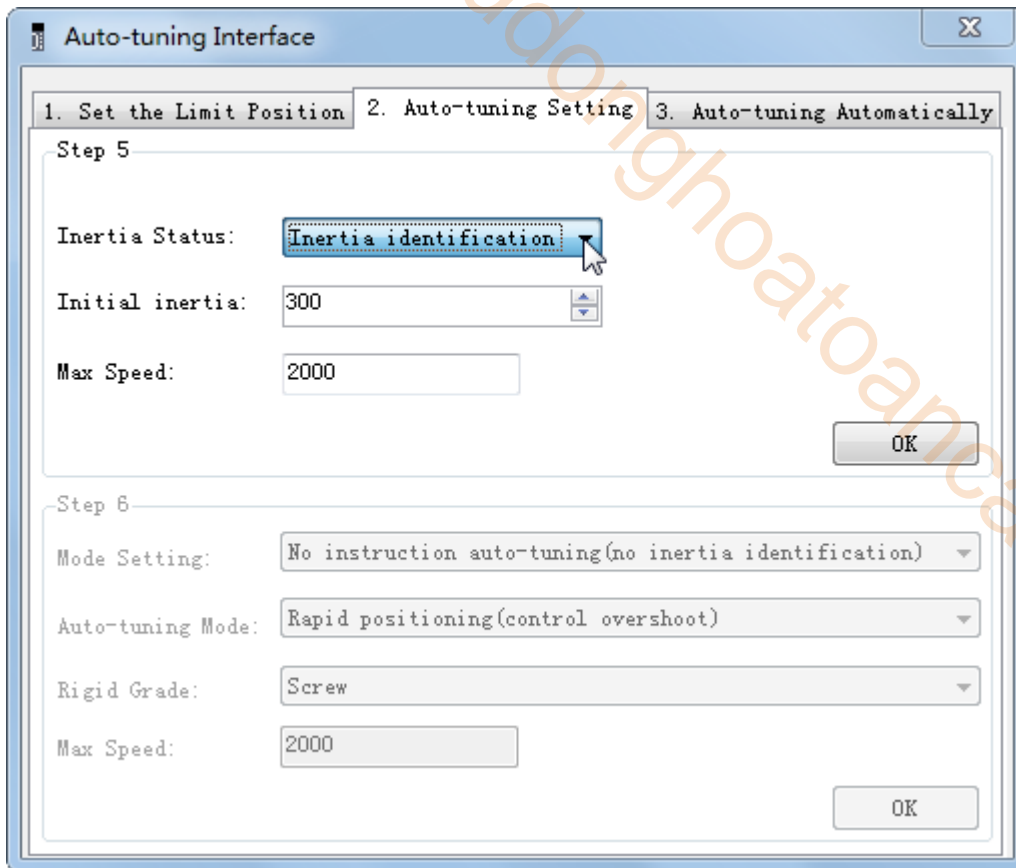 Auto-tuning Interface
1. Set the Limit Position 2. Auto-tuning Setting 3. Auto-tuning Automatically
Step 5
Inertia Status: Inertia identification
Initial inertia: 300
Max Speed: 2000
OK
Step 6
Mode Setting: No instruction auto-tuning(no inertia identification)
Auto-tuning Mode: Rapid positioning(control overshoot)
Rigid Grade: Screw
Max Speed: 2000
OK
donghoatoanca